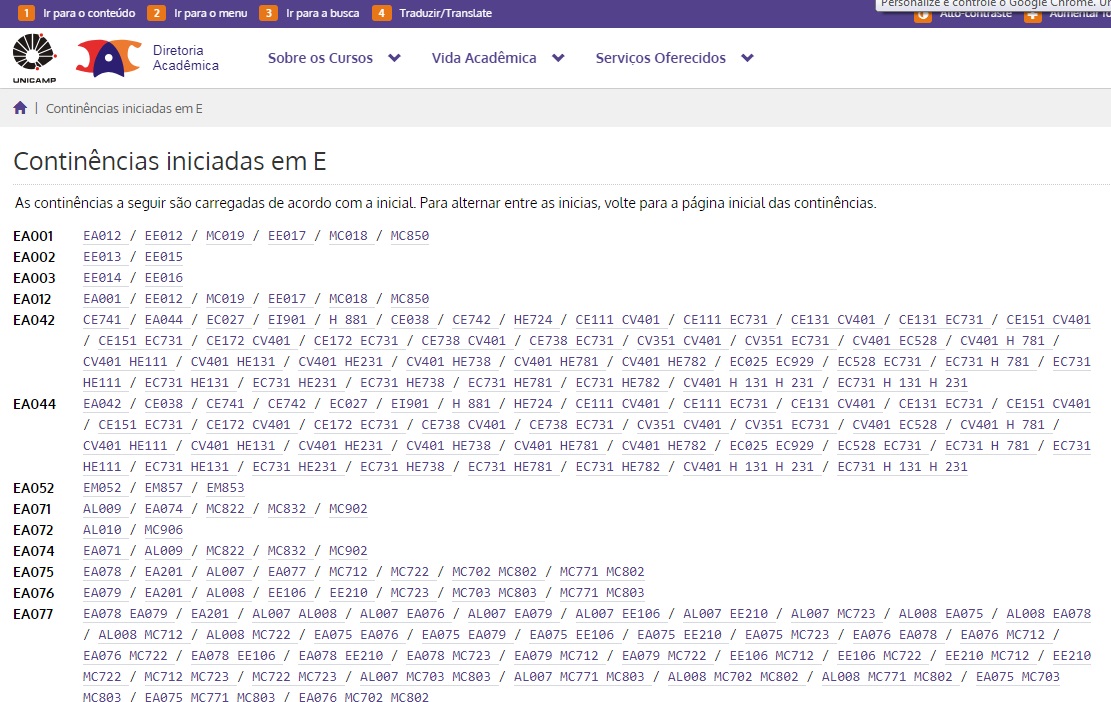 1 Ir para o conteúdo 2 Ir para o menu 3 Ir para a busca 4 Traduzir/Translate
Personalize e controle o Google Chrome.
Alto-contraste
UNICAMP
Diretoria
Acadêmica
Sobre os Cursos Vida Acadêmica Serviços Oferecidos
| Continências iniciadas em E
Continências iniciadas em E
As continências a seguir são carregadas de acordo com a inicial. Para alternar entre as inicias, volte para a página inicial das continências.
EA001 EA012 / EE012 / MC019 / EE017 / MC018 / MC850
EA002 EE013 / EE015
EA003 EE014 / EE016
EA012 EA001 / EE012 / MC019 / EE017 / MC018 / MC850
EA042 CE741 / EA044 / EC027 / EI901 / H 881 / CE038 / CE742 / HE724 / CE111 CV401 / CE111 EC731 / CE131 CV401 / CE131 EC731 / CE151 CV401
/ CE151 EC731 / CE172 CV401 / CE172 EC731 / CE738 CV401 / CE738 EC731 / CV351 CV401 / CV351 EC731 / CV401 EC528 / CV401 H 781 /
CV401 HE111 / CV401 HE131 / CV401 HE231 / CV401 HE738 / CV401 HE781 / CV401 HE782 / EC025 EC929 / EC528 EC731 / EC731 H 781 / EC731
HE111 / EC731 HE131 / EC731 HE231 / EC731 HE738 / EC731 HE781 / EC731 HE782 / CV401 H 131 H 231 / EC731 H 131 H 231
EA044 EA042 / CE038 / CE741 / CE742 / EC027 / EI901 / H 881 / HE724 / CE111 CV401 / CE111 EC731 / CE131 CV401 / CE131 EC731 / CE151 CV401
/ CE151 EC731 / CE172 CV401 / CE172 EC731 / CE738 CV401 / CE738 EC731 / CV351 CV401 / CV351 EC731 / CV401 EC528 / CV401 H 781 /
CV401 HE111 / CV401 HE131 / CV401 HE231 / CV401 HE738 / CV401 HE781 / CV401 HE782 / EC025 EC929 / EC528 EC731 / EC731 H 781 / EC731
HE111 / EC731 HE131 / EC731 HE231 / EC731 HE738 / EC731 HE781 / EC731 HE782 / CV401 H 131 H 231 / EC731 H 131 H 231
EA052 EM052 / EM857 / EM853
EA071 AL009 / EA074 / MC822 / MC832 / MC902
EA072 AL010 / MC906
EA074 EA071 / AL009 / MC822 / MC832 / MC902
EA075 EA078 / EA201 / AL007 / EA077 / MC712 / MC722 / MC702 MC802 / MC771 MC802
EA076 EA079 / EA201 / AL008 / EE106 / EE210 / MC723 / MC703 MC803 / MC771 MC803
EA077 EA078 EA079 / EA201 / AL007 AL008 / AL007 EA076 / AL007 EA079 / AL007 EE106 / AL007 EE210 / AL007 MC723 / AL008 EA075 / AL008 EA078
/ AL008 MC712 / AL008 MC722 / EA075 EA076 / EA075 EA079 / EA075 EE106 / EA075 EE210 / EA075 MC723 / EA076 EA078 / EA076 MC712 /
EA076 MC722 / EA078 EE106 / EA078 EE210 / EA078 MC723 / EA079 MC712 / EA079 MC722 / EE106 MC712 / EE106 MC722 / EE210 MC712 / EE210
MC722 / MC712 MC723 / MC722 MC723 / AL007 MC703 MC803 / AL007 MC771 MC803 / AL008 MC702 MC802 / AL008 MC771 MC802 / EA075 MC703
MC803 / EA075 MC771 MC803 / EA076 MC702 MC802